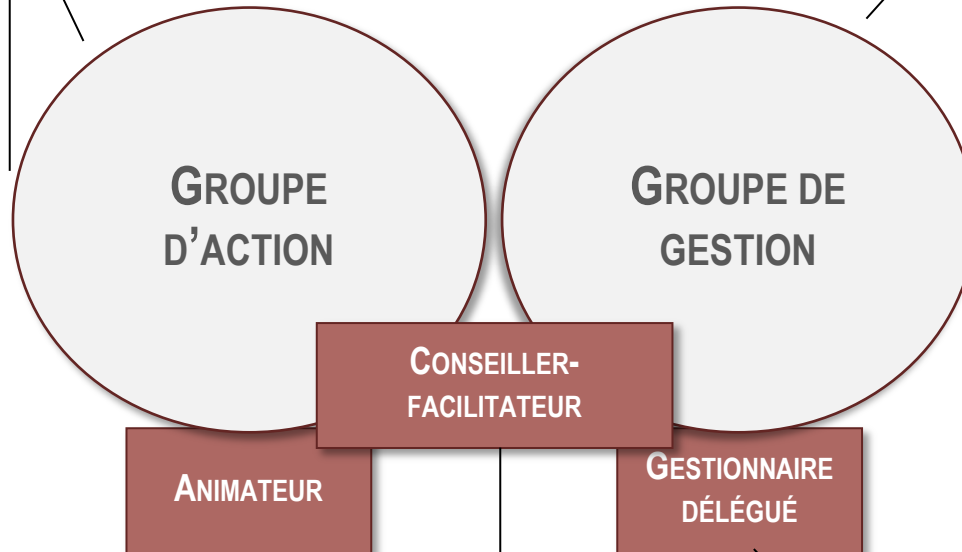 GROUPE
D'ACTION
GROUPE DE
GESTION
CONSEILLER-
FACILITATEUR
ANIMATEUR
GESTIONNAIRE
DÉLÉGUÉ